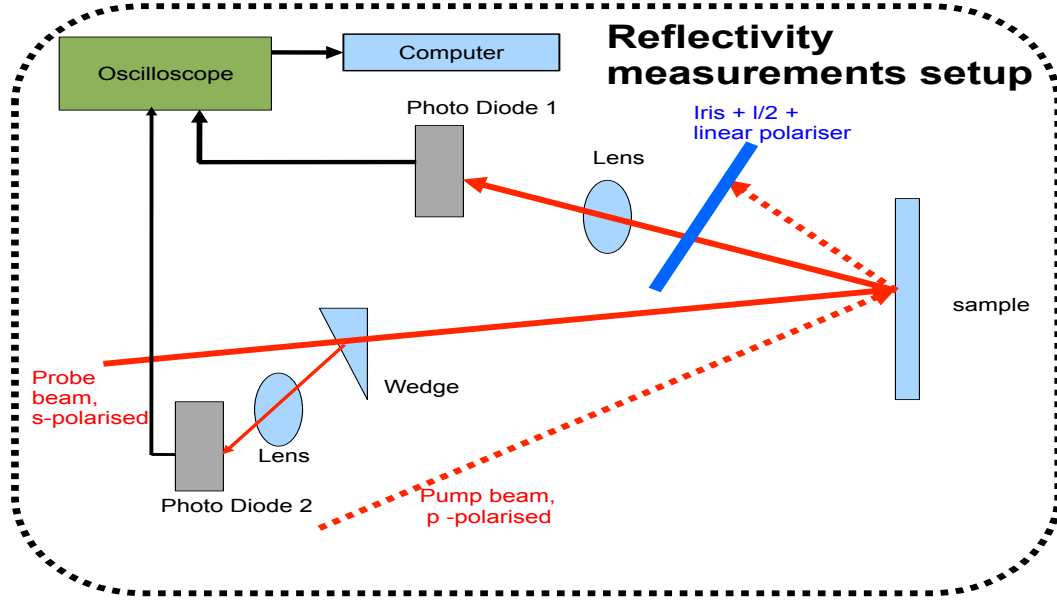 Reflectivity
measurements setup
Oscilloscope
Computer
Photo Diode 1
Iris + l/2 +
linear polariser
Lens
sample
Probe
beam,
s-polarised
Wedge
Lens
Photo Diode 2
Pump beam,
p -polarised